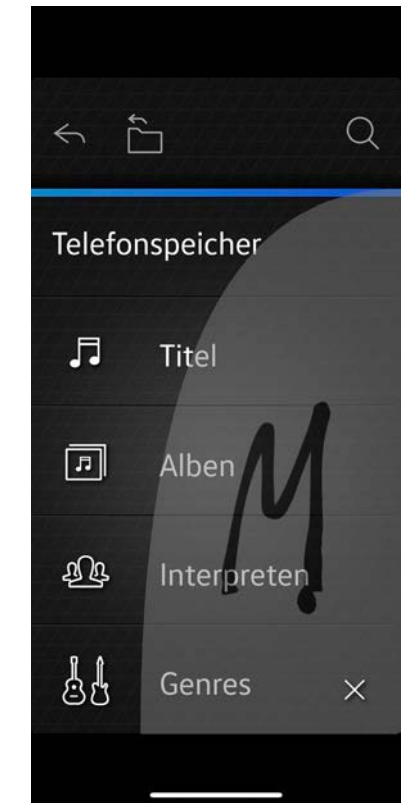 Telefonspeicher
Titel
Alben
M
Interpreten
Genres